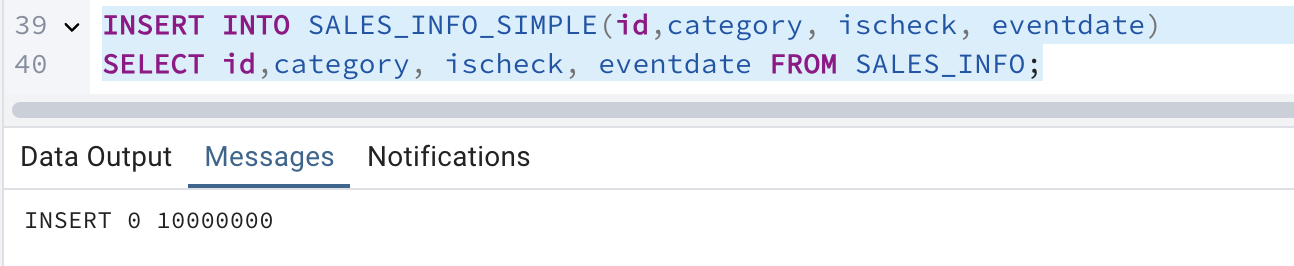 39 INSERT INTO SALES_INFO_SIMPLE(id,category, ischeck, eventdate)
40 SELECT id,category, ischeck, eventdate FROM SALES_INFO;
Data Output Messages Notifications
INSERT 0 10000000